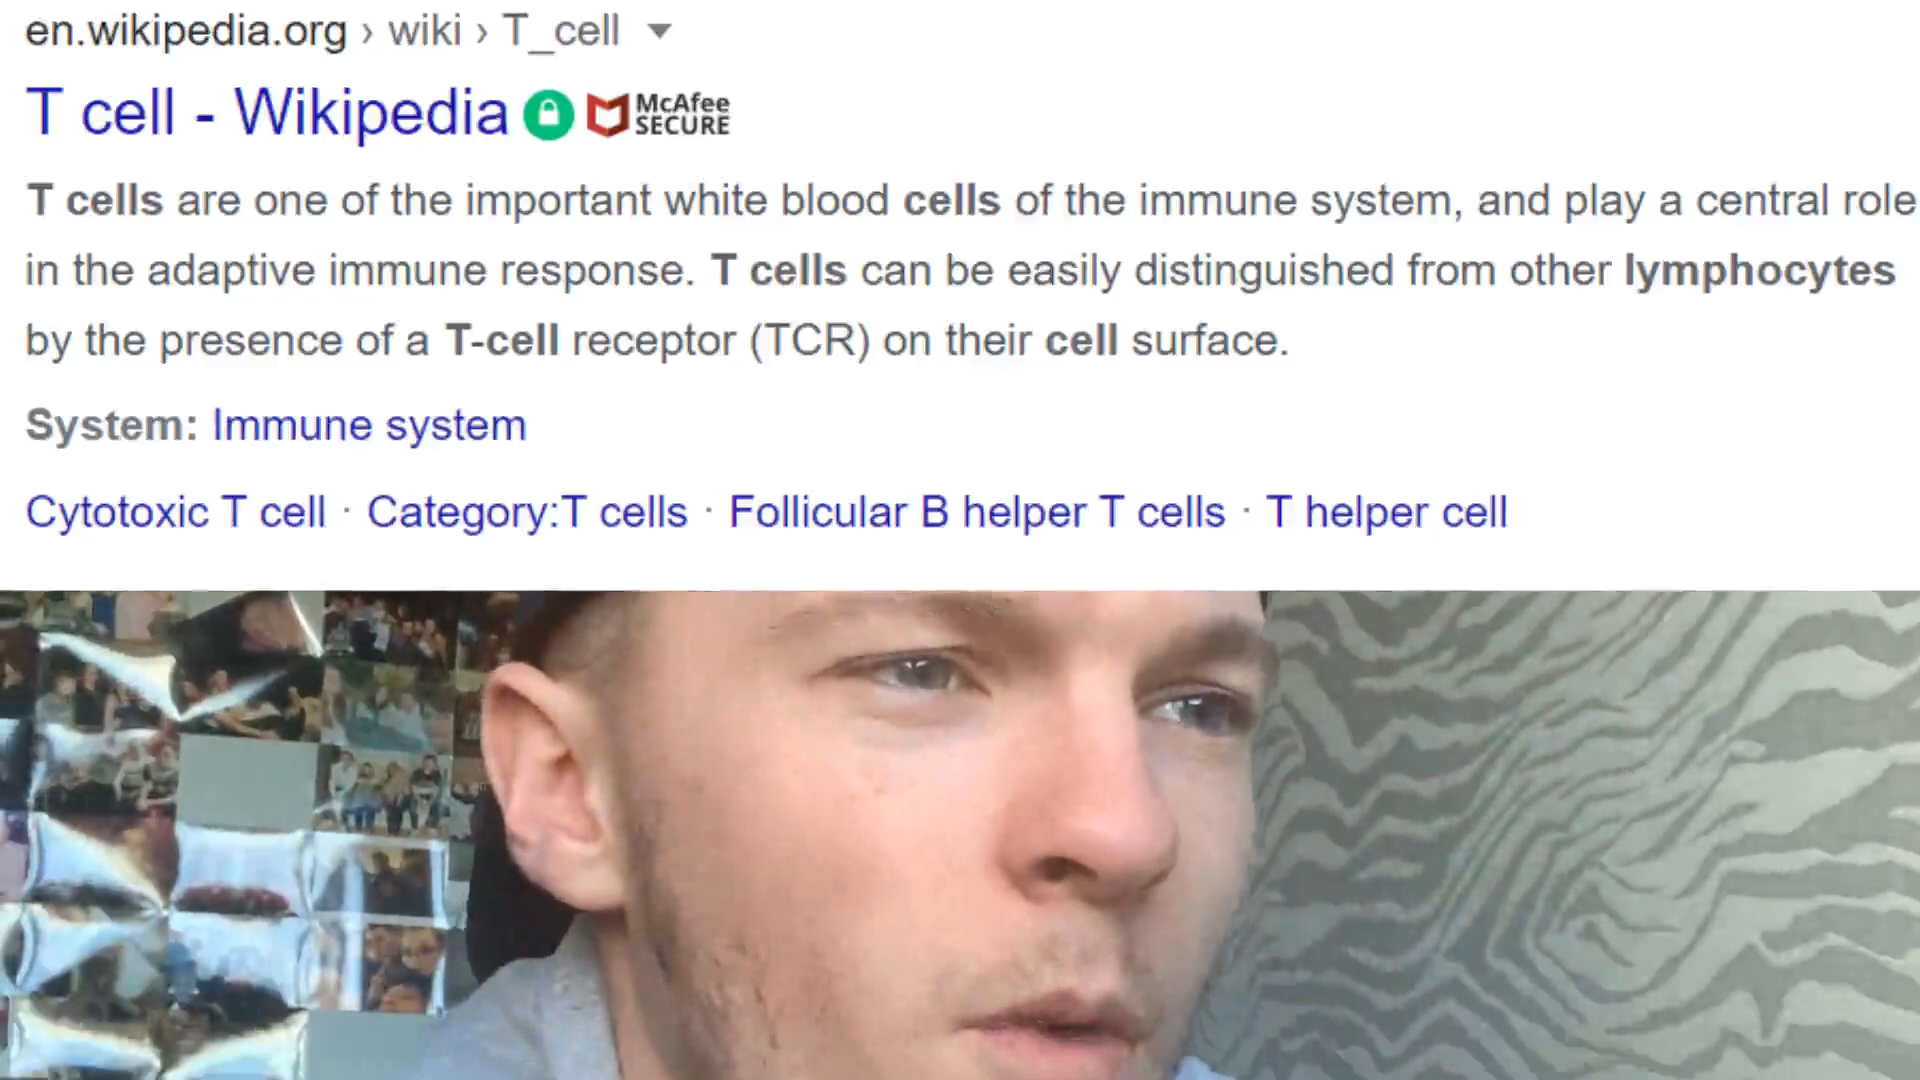 en.wikipedia.org › wiki › T_cell
T cell - Wikipedia McAfee SECURE
T cells are one of the important white blood cells of the immune system, and play a central role
in the adaptive immune response. T cells can be easily distinguished from other lymphocytes
by the presence of a T-cell receptor (TCR) on their cell surface.
System: Immune system
Cytotoxic T cell · Category:T cells · Follicular B helper T cells · T helper cell